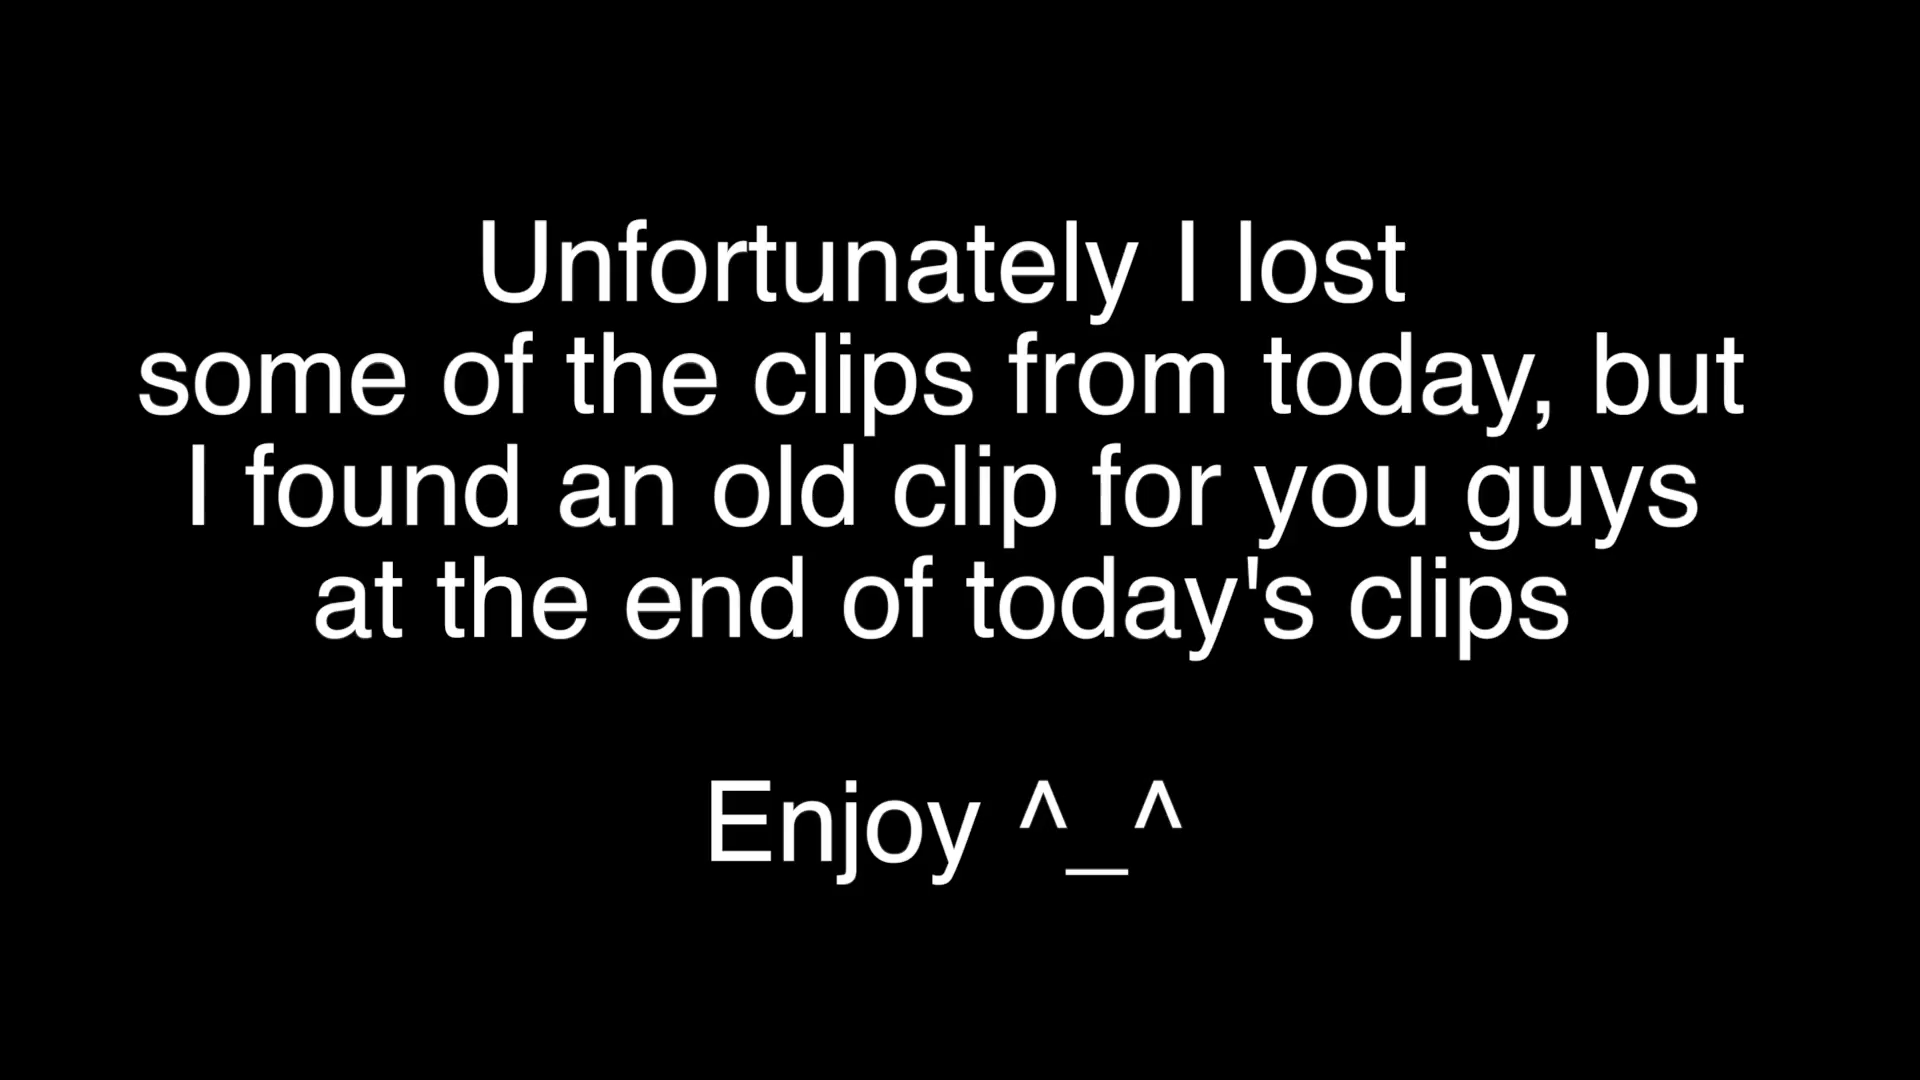 Unfortunately I lost
some of the clips from today, but
I found an old clip for you guys
at the end of today's clips
Enjoy ^_^